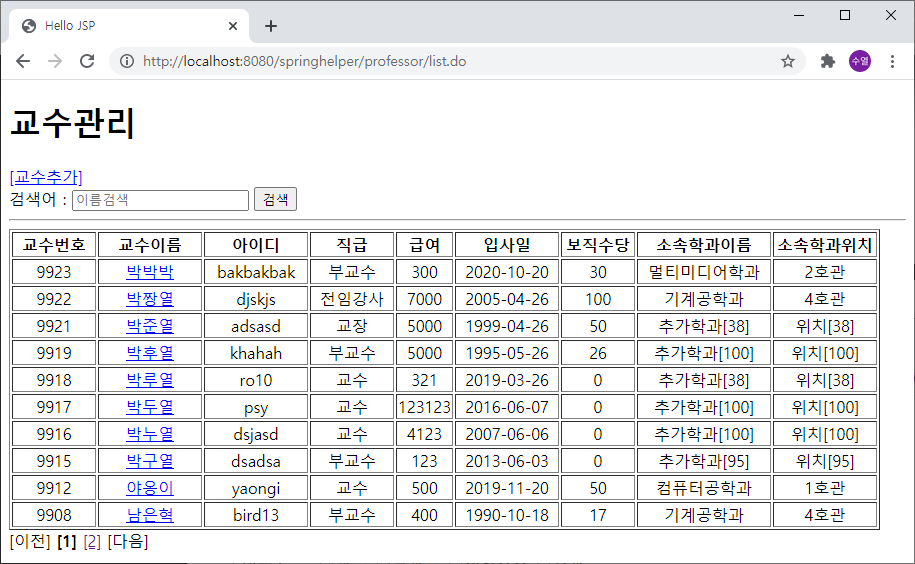 Hello JSP
http://localhost:8080/springhelper/professor/list.do 수열
교수관리
[교수추가]
검색어 : 이름검색 검색
교수번호 교수이름 아이디 직급 급여 입사일 보직수당 소속학과이름 소속학과위치
9923 박박박 bakbakbak 부교수 300 2020-10-20 30 멀티미디어학과 2호관
9922 박짱열 djskjs 전임강사 7000 2005-04-26 100 기계공학과 4호관
9921 박준열 adsasd 교장 5000 1999-04-26 50 추가학과[38] 위치[38]
9919 박후열 khahah 부교수 5000 1995-05-26 26 추가학과[100] 위치[100]
9918 박루열 ro10 교수 321 2019-03-26 0 추가학과[38] 위치[38]
9917 박두열 psy 교수 123123 2016-06-07 0 추가학과[100] 위치[100]
9916 박누열 dsjasd 교수 4123 2007-06-06 0 추가학과[100] 위치[100]
9915 박구열 dsadsa 부교수 123 2013-06-03 0 추가학과[95] 위치[95]
9912 야옹이 yaongi 교수 500 2019-11-20 50 컴퓨터공학과 1호관
9908 남은혁 bird13 부교수 400 1990-10-18 17 기계공학과 4호관
[이전] [1] [2] [다음]